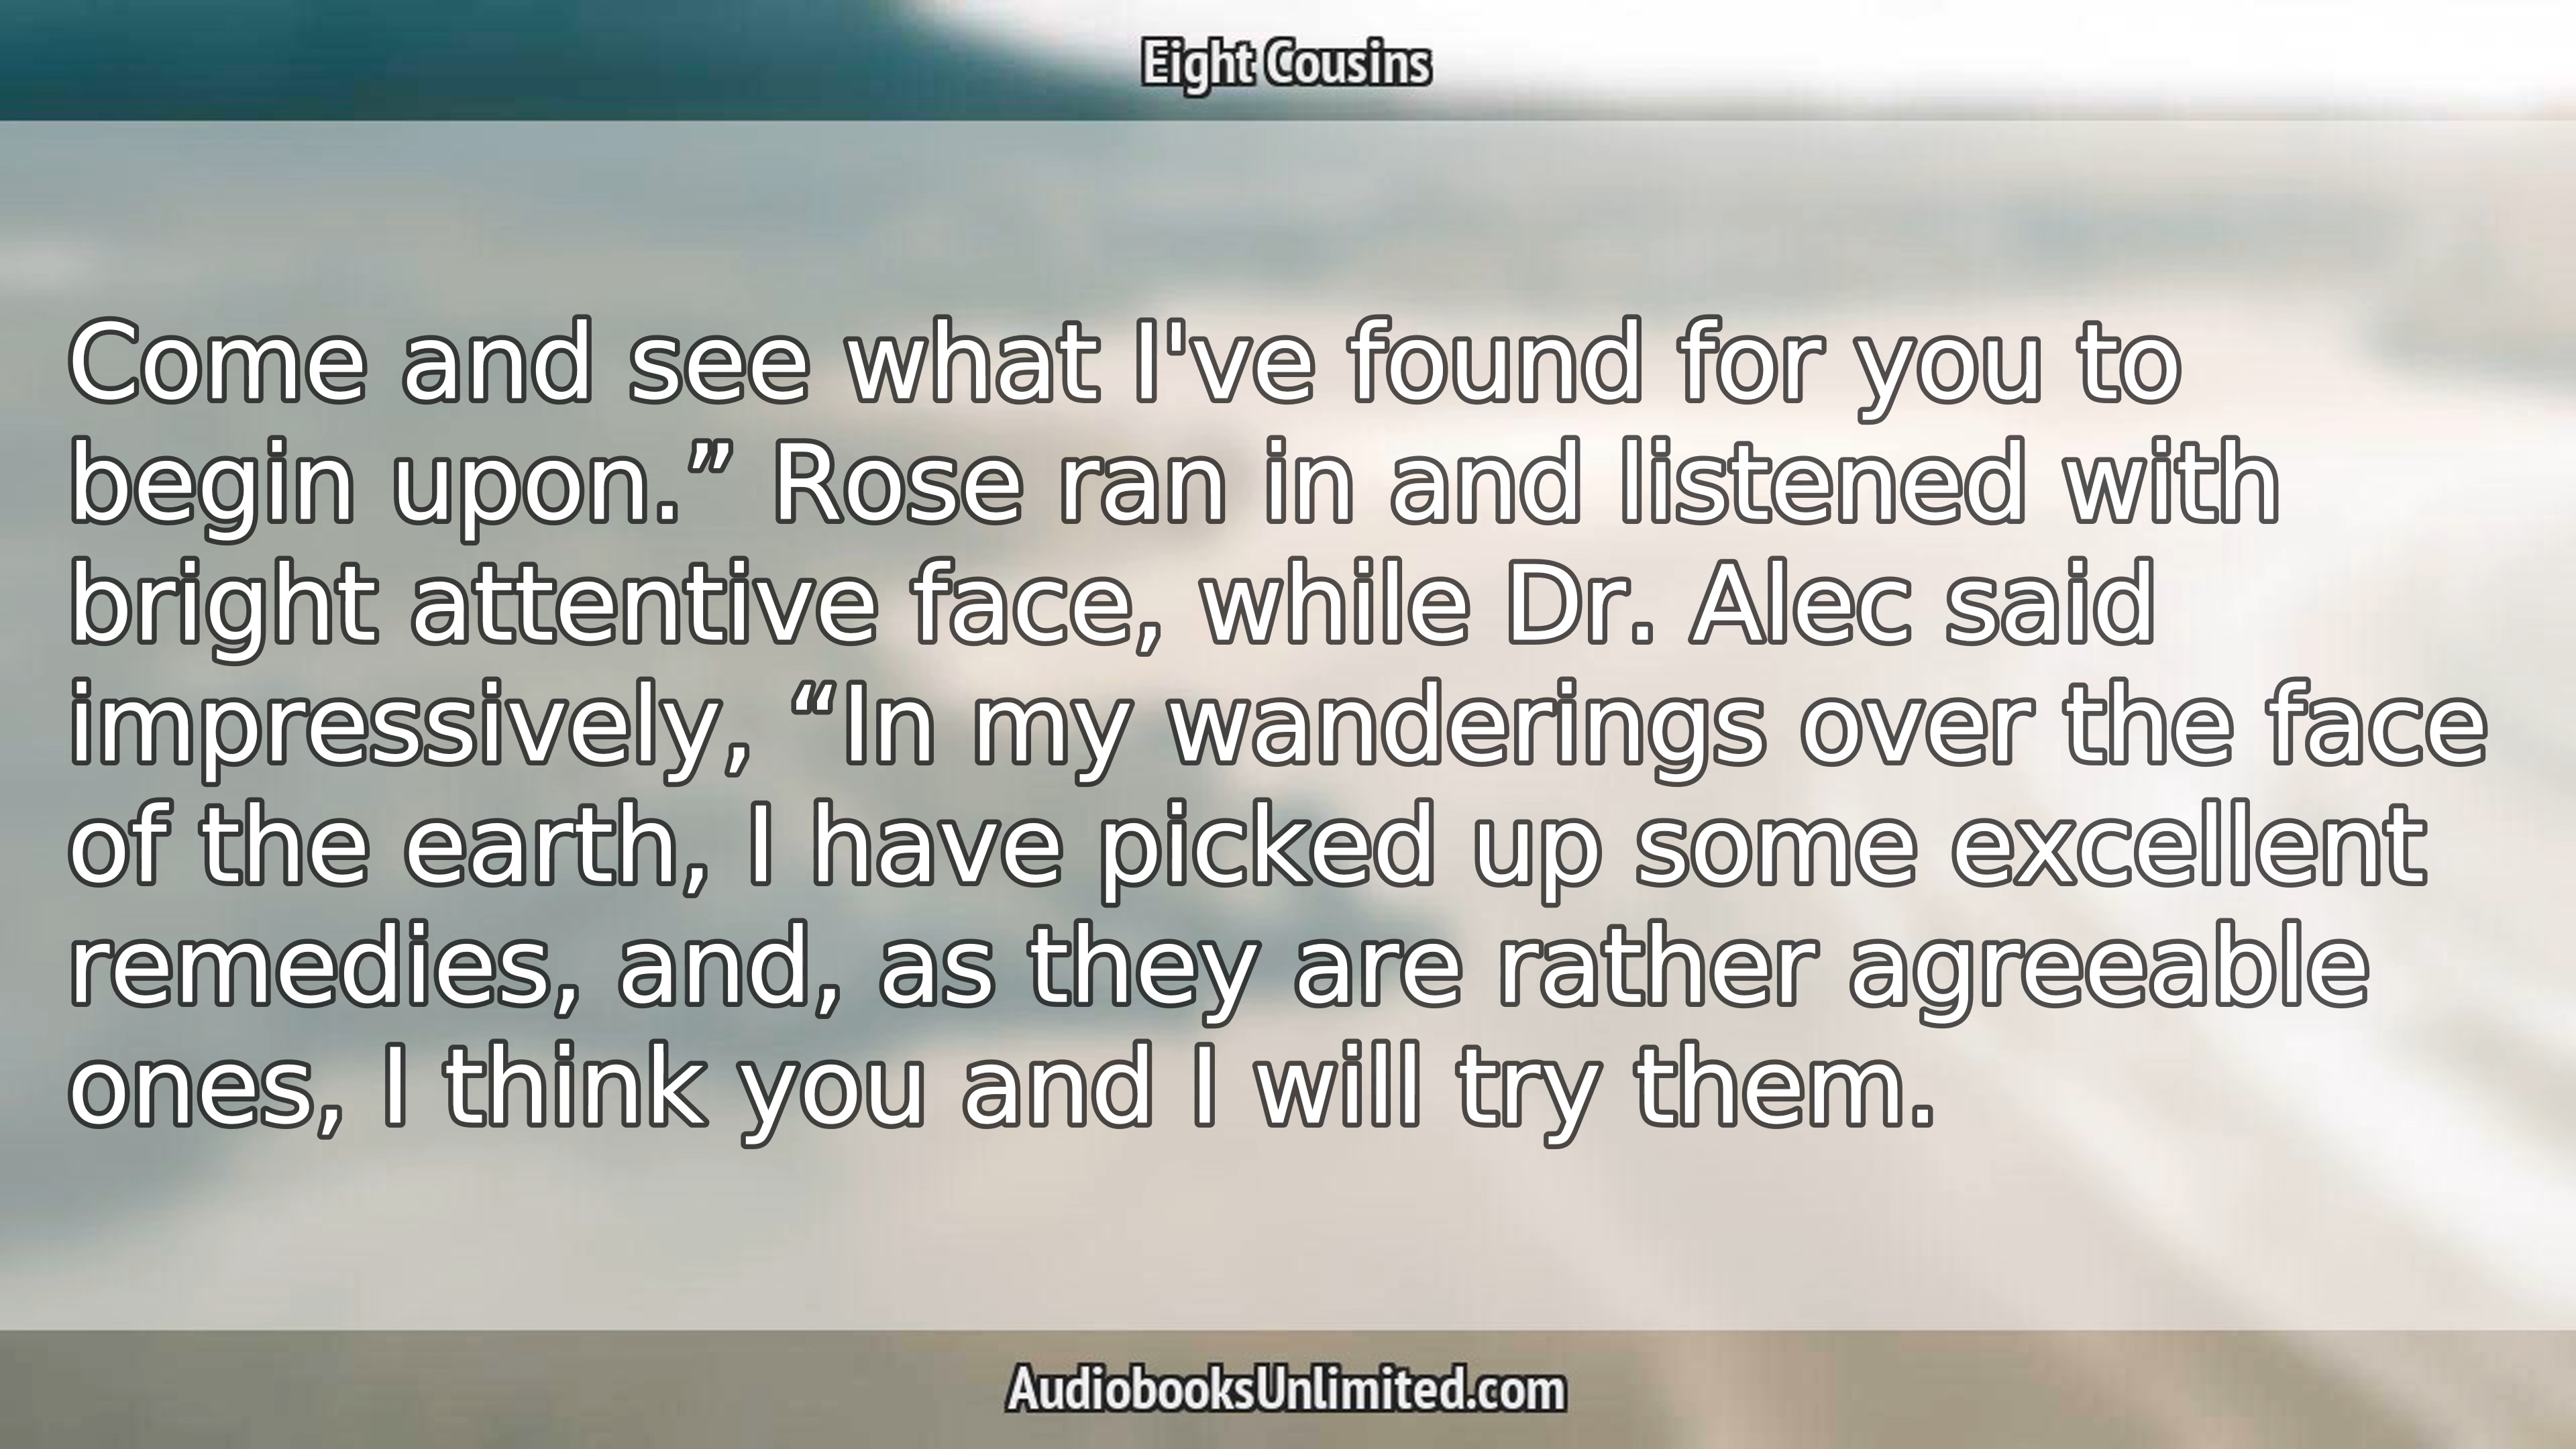 Eight Cousins
Come and see what I've found for you to
begin upon.” Rose ran in and listened with
bright attentive face, while Dr. Alec said
impressively, “In my wanderings over the face
of the earth, I have picked up some excellent
remedies, and, as they are rather agreeable
ones, I think you and I will try them.
AudiobooksUnlimited.com